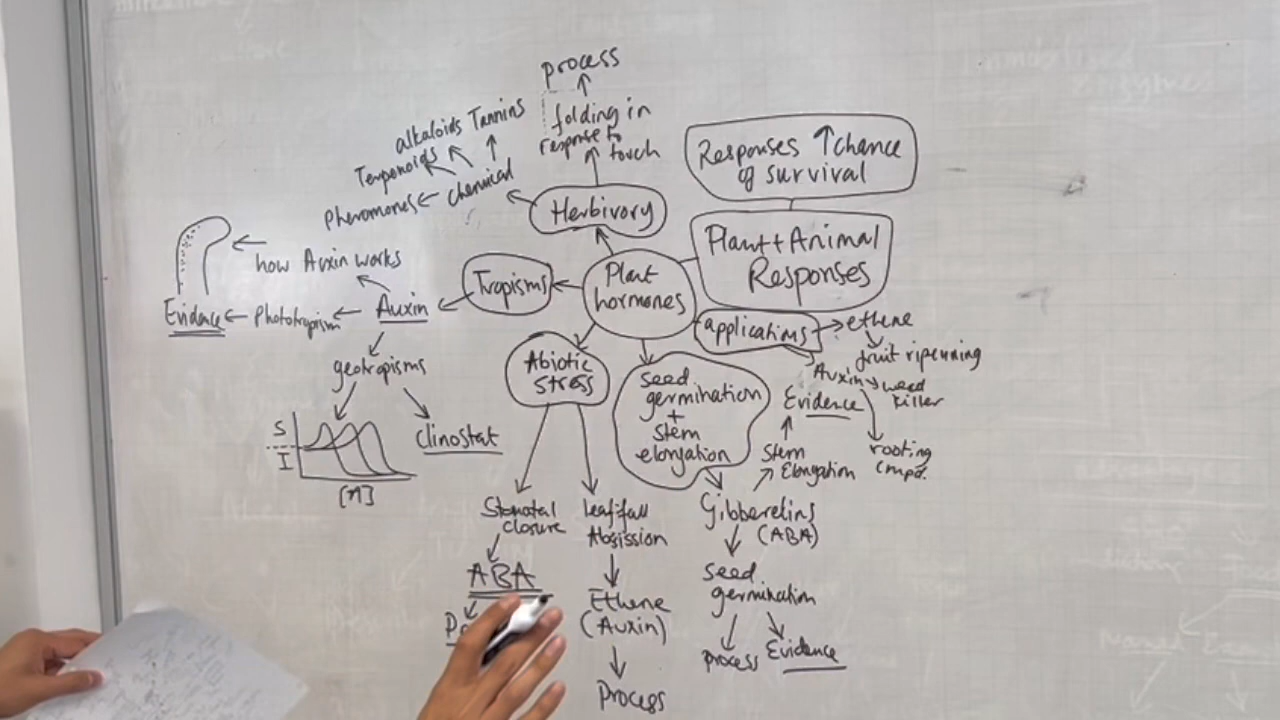 process
folding in
response to
touch
alkaloids Tannins
Terpenoids
Pheromones
chemical
Herbivory
Responses ↑ chance
of survival
Plant + Animal
Responses
Plant
hormones
Tropisms
how Auxin works
Auxin
Phototropism
Evidence
geotropisms
Clinostat
S
I
Abiotic
stress
seed
germination
+
Stem
elongation
applications
ethene
fruit ripenning
Auxin
weed
killer
rooting
cmpd.
Evidence
Stem
Elongation
Gibberelins
(ABA)
seed
germination
Process
Evidence
Stomatal
closure
ABA
Leaf fall
Abscission
Ethene
(Auxin)
Process